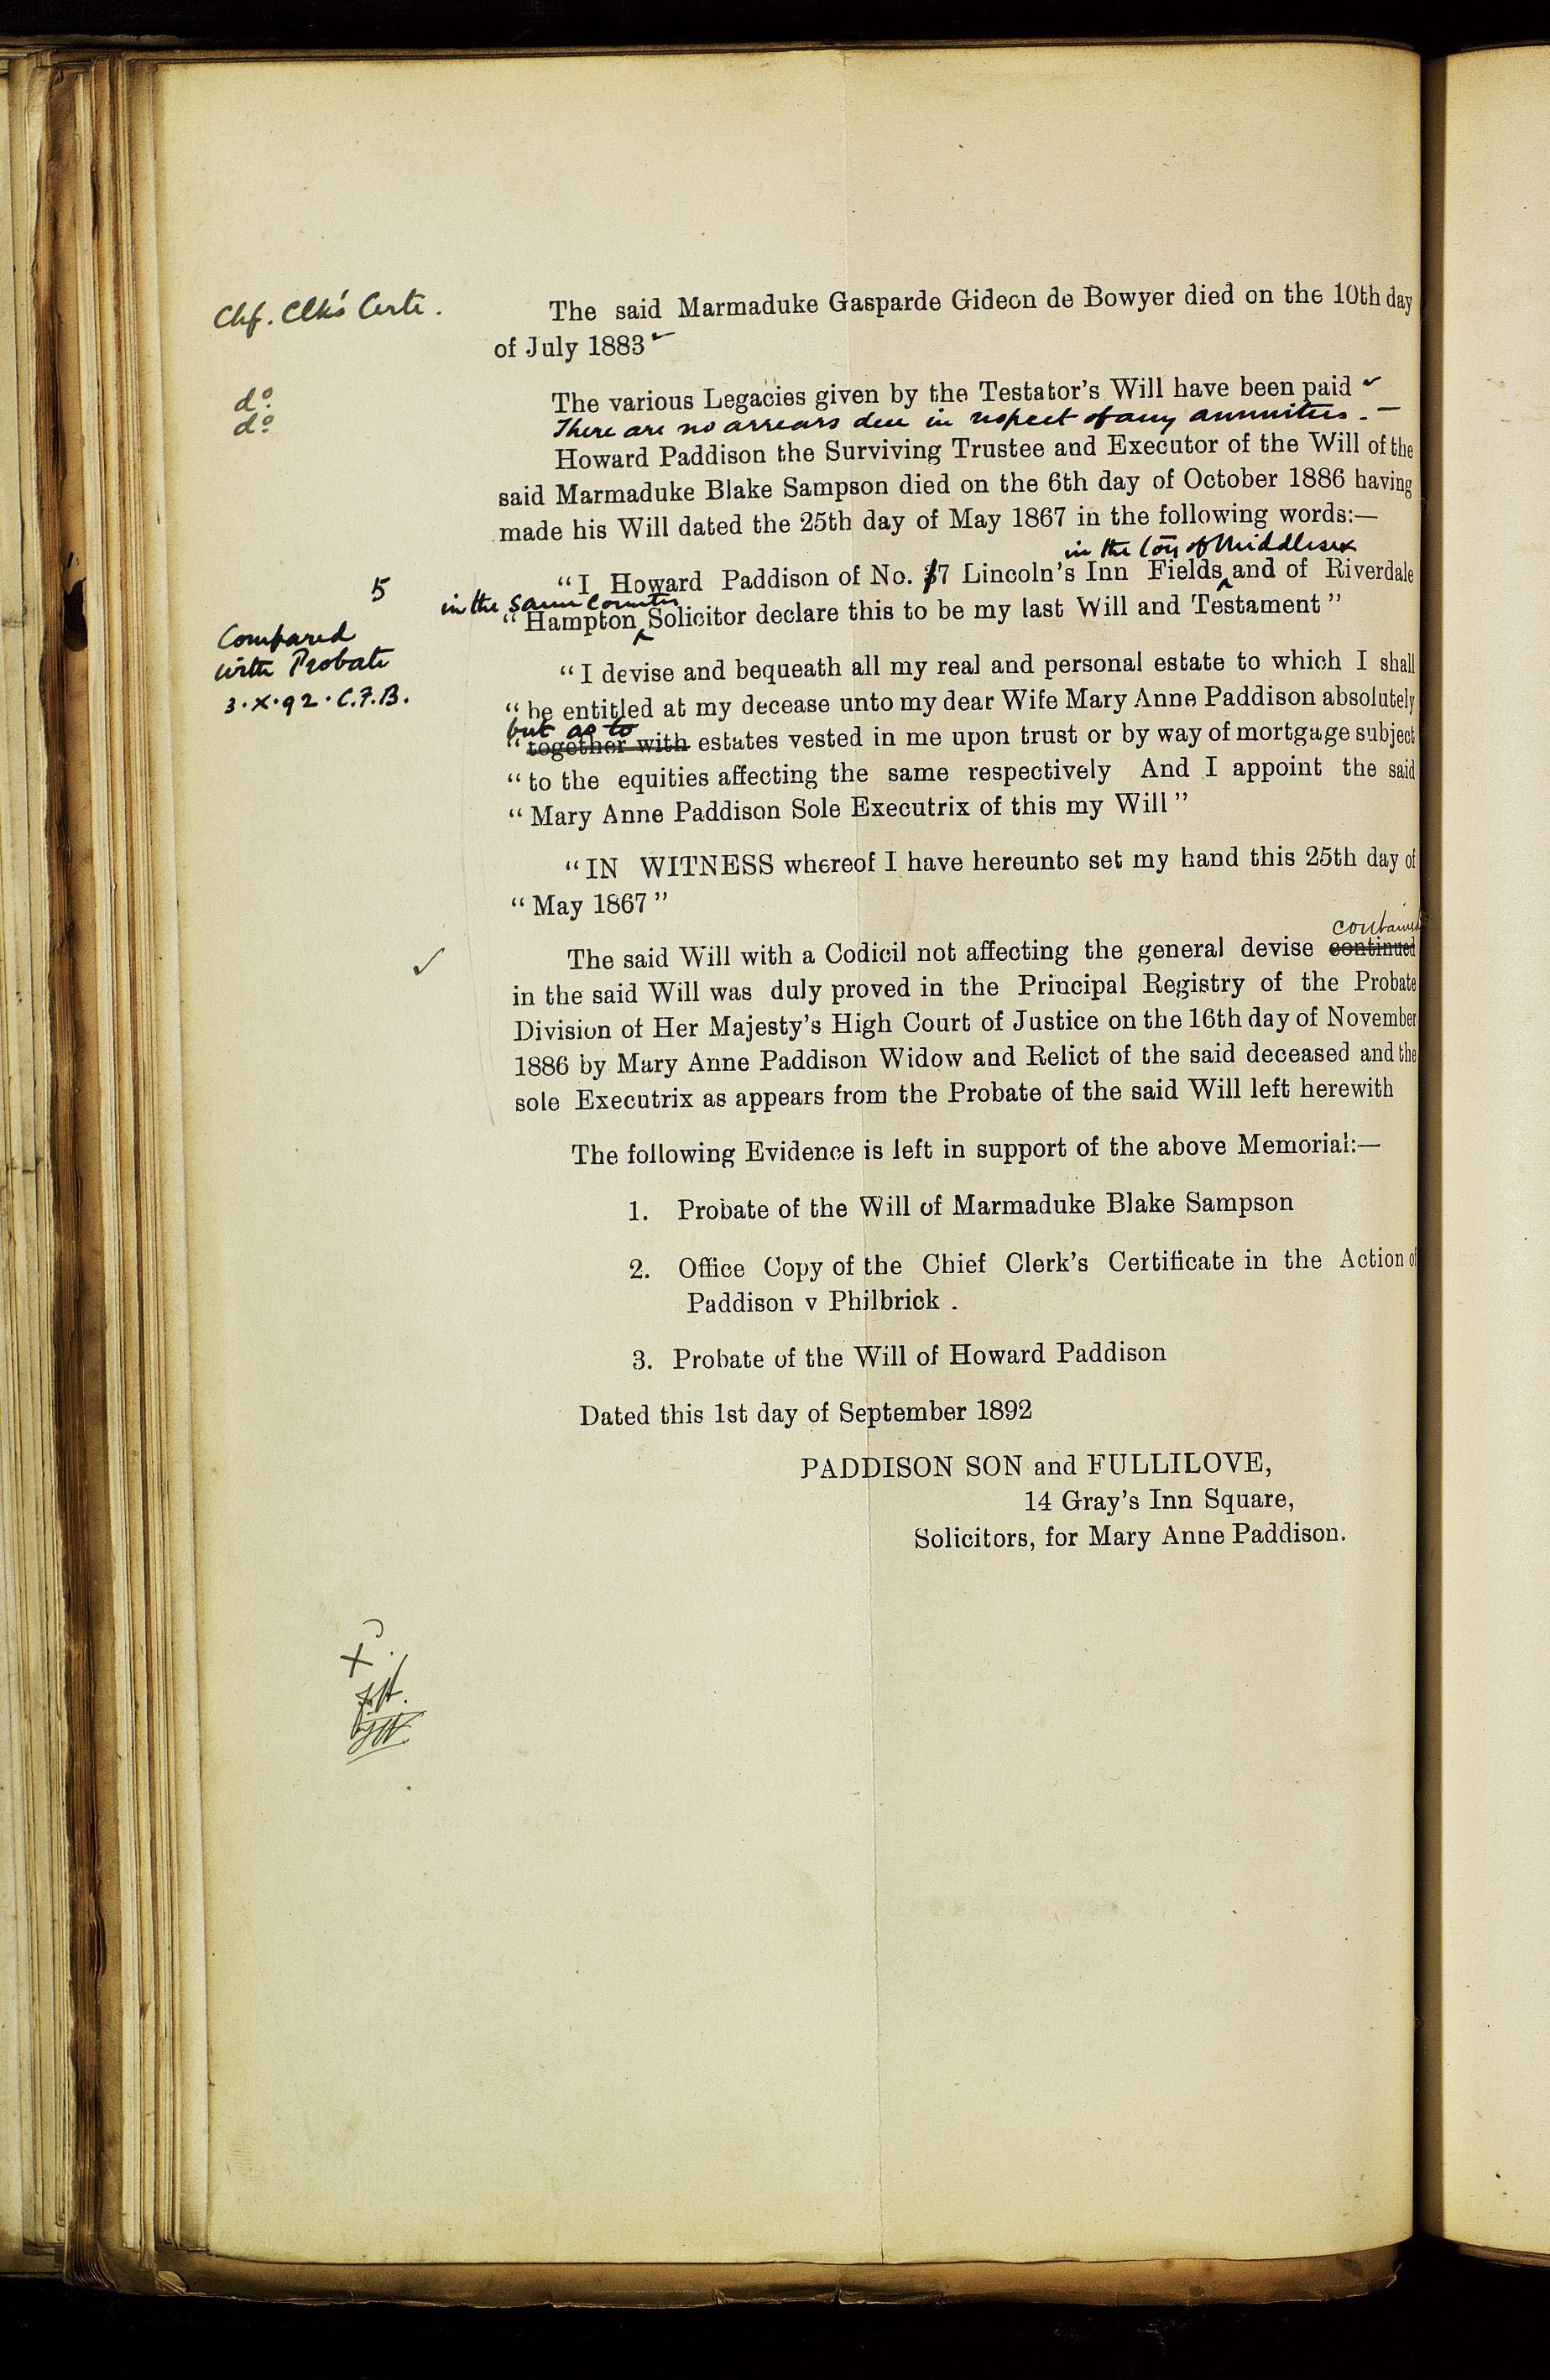 Chf. Clk's Certe.
The said Marmaduke Gasparde Gideon de Bowyer died on the 10th day
of July 1883
do
The various Legacies given by the Testator's Will have been paid
do
There are no arrears due in respect of any annuities. —
Howard Paddison the Surviving Trustee and Executor of the Will of the
said Marmaduke Blake Sampson died on the 6th day of October 1886 having
made his Will dated the 25th day of May 1867 in the following words:—
in the Coy of Middlesex
5
"I Howard Paddison of No. 37 Lincoln's Inn Fields and of Riverdale
in the same County
"Hampton Solicitor declare this to be my last Will and Testament"
Compared
with Probate
3.X.92. C.F.B.
"I devise and bequeath all my real and personal estate to which I shall
"be entitled at my decease unto my dear Wife Mary Anne Paddison absolutely
but as to
"together with estates vested in me upon trust or by way of mortgage subject
"to the equities affecting the same respectively And I appoint the said
"Mary Anne Paddison Sole Executrix of this my Will"
"IN WITNESS whereof I have hereunto set my hand this 25th day of
"May 1867"
contained
The said Will with a Codicil not affecting the general devise continued
in the said Will was duly proved in the Principal Registry of the Probate
Division of Her Majesty's High Court of Justice on the 16th day of November
1886 by Mary Anne Paddison Widow and Relict of the said deceased and the
sole Executrix as appears from the Probate of the said Will left herewith
The following Evidence is left in support of the above Memorial:—
1. Probate of the Will of Marmaduke Blake Sampson
2. Office Copy of the Chief Clerk's Certificate in the Action of
Paddison v Philbrick .
3. Probate of the Will of Howard Paddison
Dated this 1st day of September 1892
PADDISON SON and FULLILOVE,
14 Gray's Inn Square,
Solicitors, for Mary Anne Paddison.